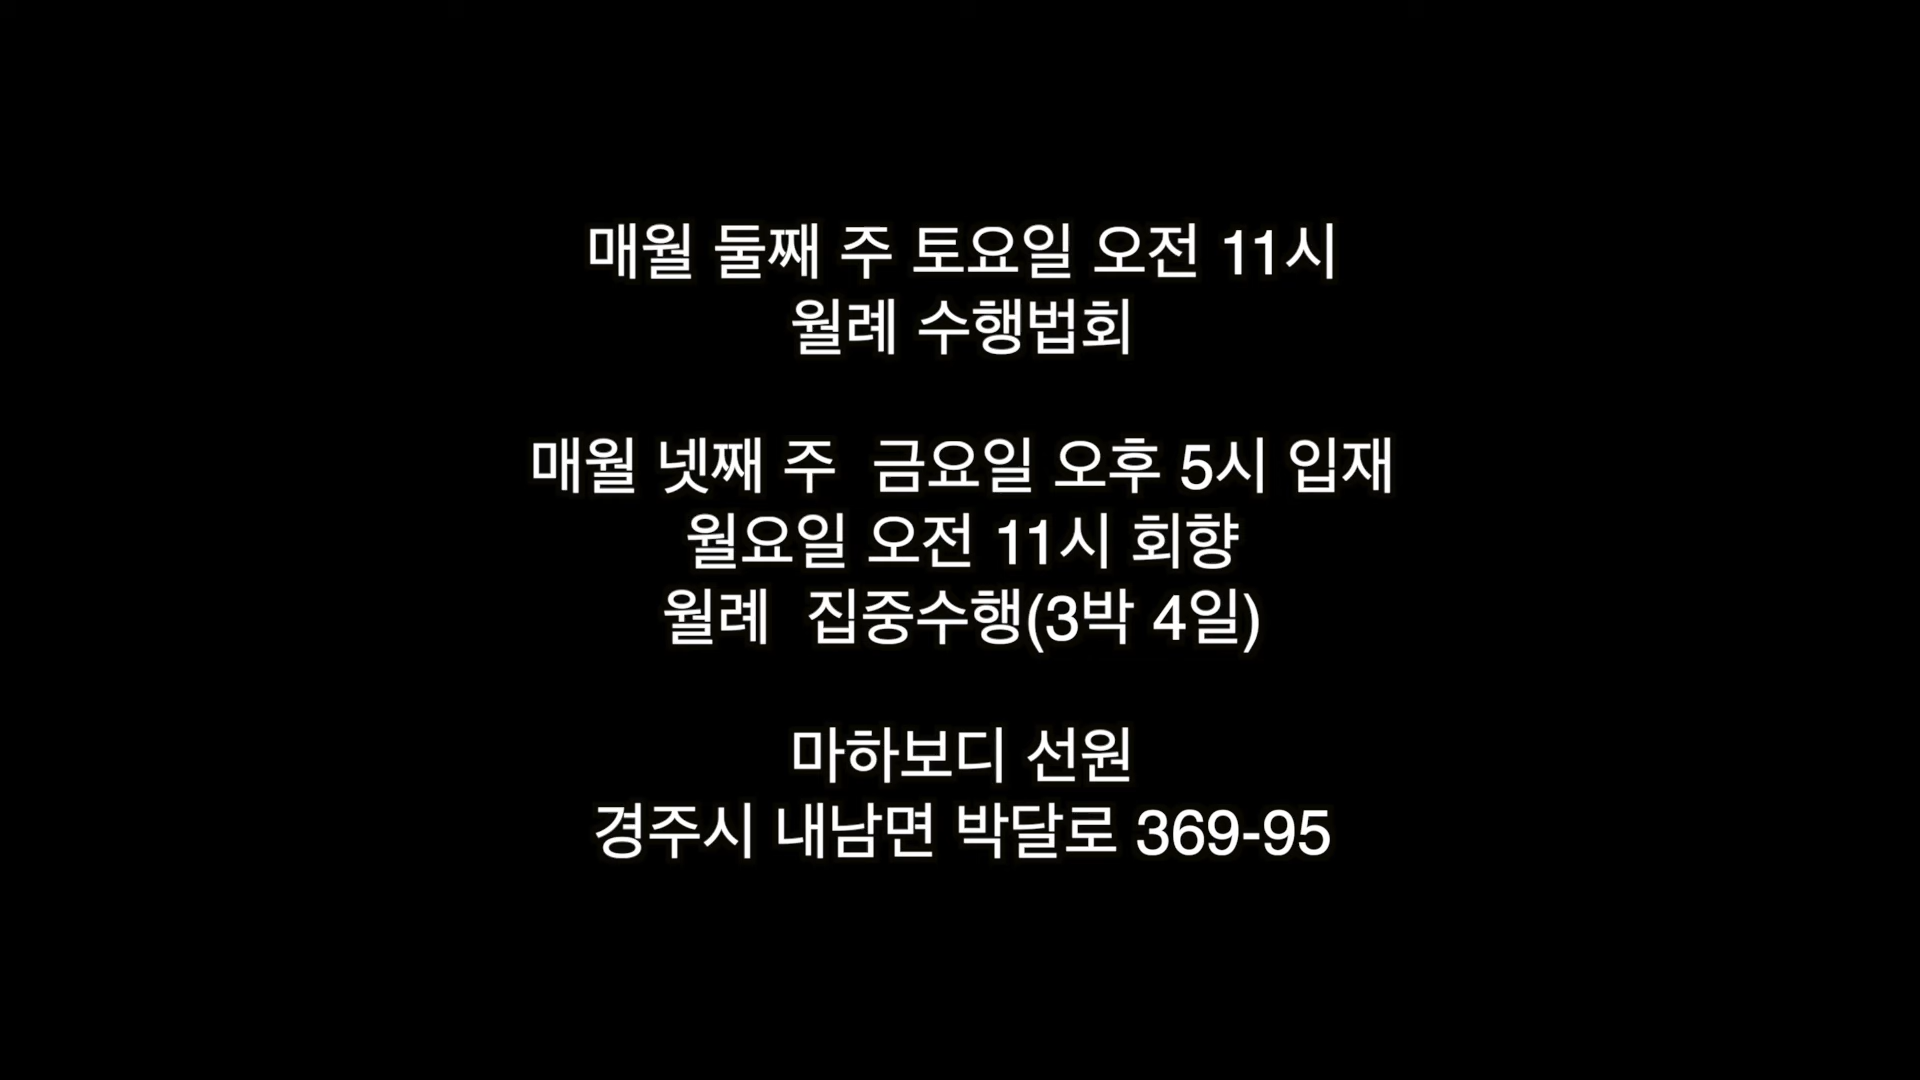 매월 둘째 주 토요일 오전 11시
월례 수행법회
매월 넷째 주  금요일 오후 5시 입재
월요일 오전 11시 회향
월례  집중수행(3박 4일)
마하보디 선원
경주시 내남면 박달로 369-95